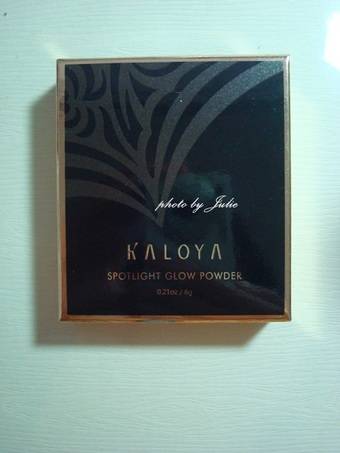 photo by Julie
KALOYA
SPOTLIGHT GLOW POWDER
0.21oz / 6g